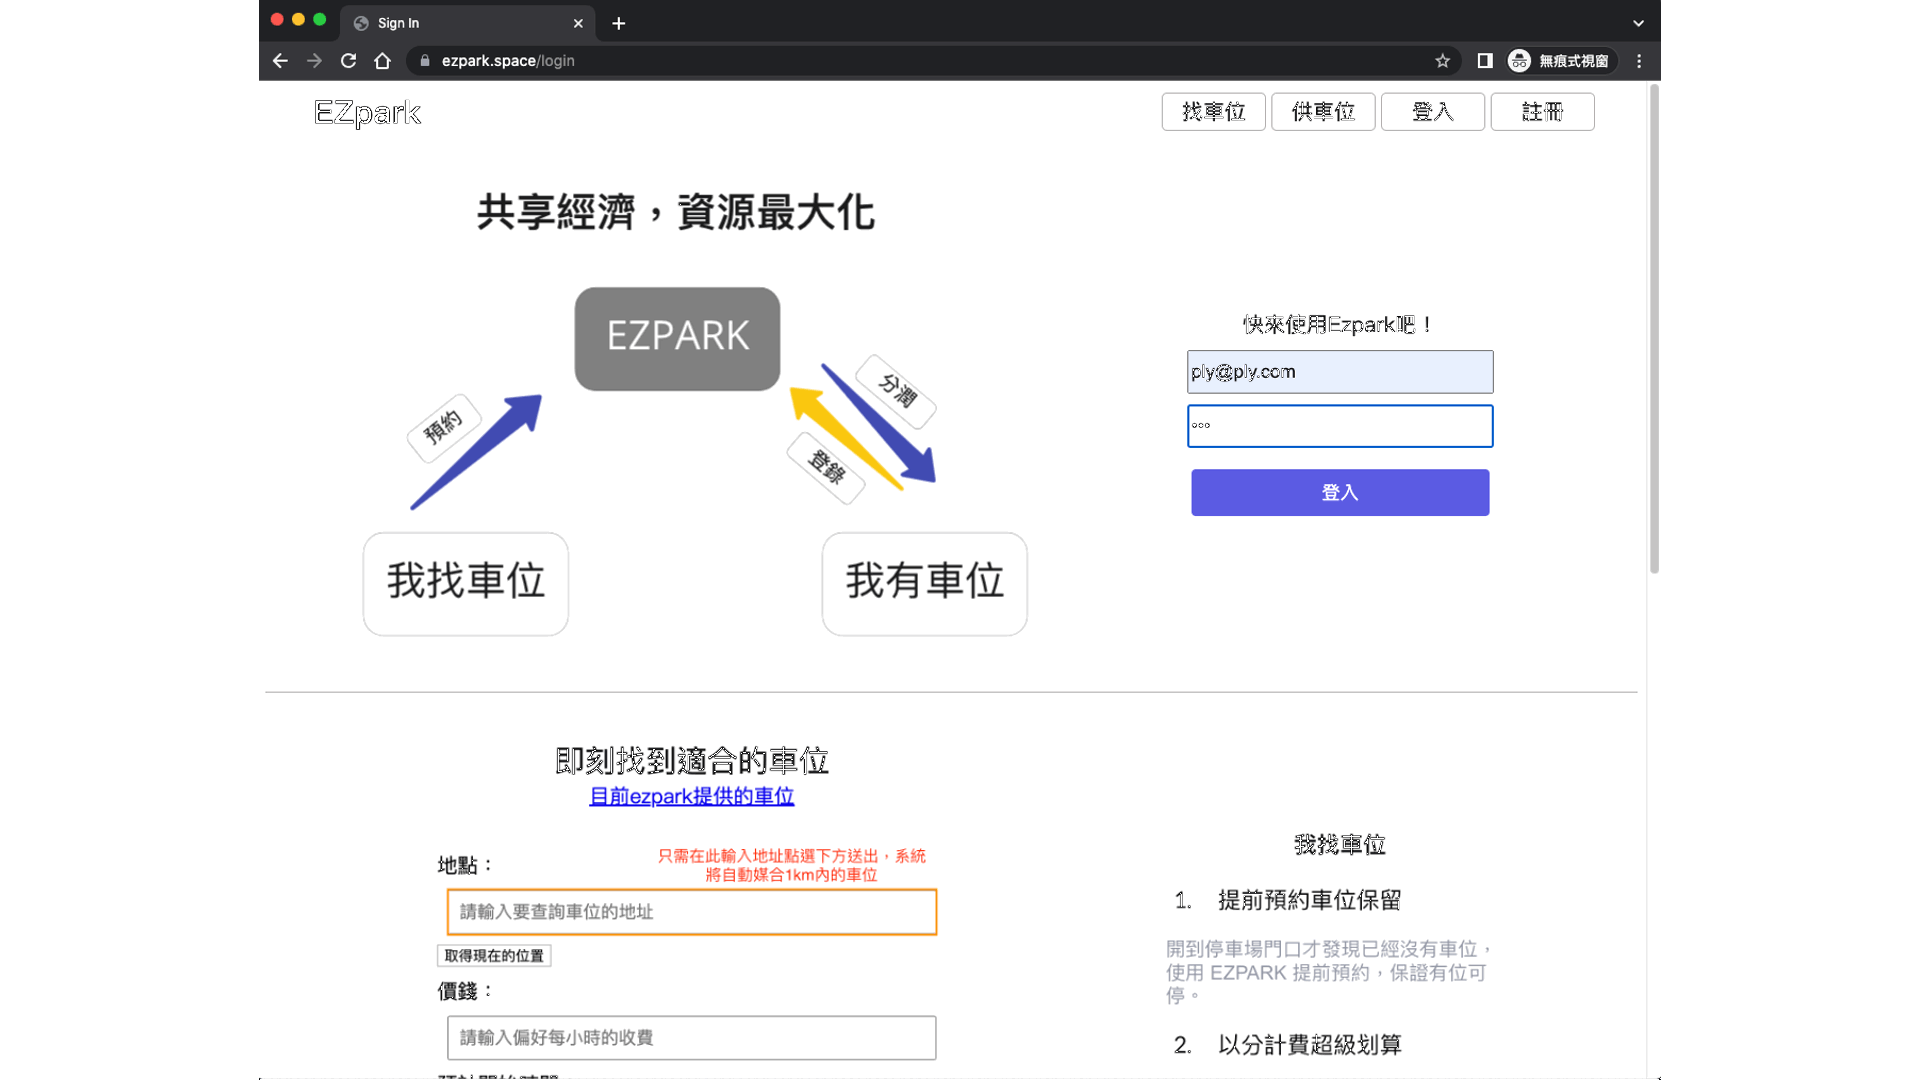 Sign In
ezpark.space/login
無痕式視窗
EZpark
找車位
供車位
登入
註冊
共享經濟，資源最大化
EZPARK
預約
分潤
登錄
我找車位
我有車位
快來使用Ezpark吧！
ply@ply.com
登入
即刻找到適合的車位
目前ezpark提供的車位
地點：
只需在此輸入地址點選下方送出，系統
將自動媒合1km內的車位
請輸入要查詢車位的地址
取得現在的位置
價錢：
請輸入偏好每小時的收費
我找車位
1. 提前預約車位保留
開到停車場門口才發現已經沒有車位，
使用 EZPARK 提前預約，保證有位可
停。
2. 以分計費超級划算